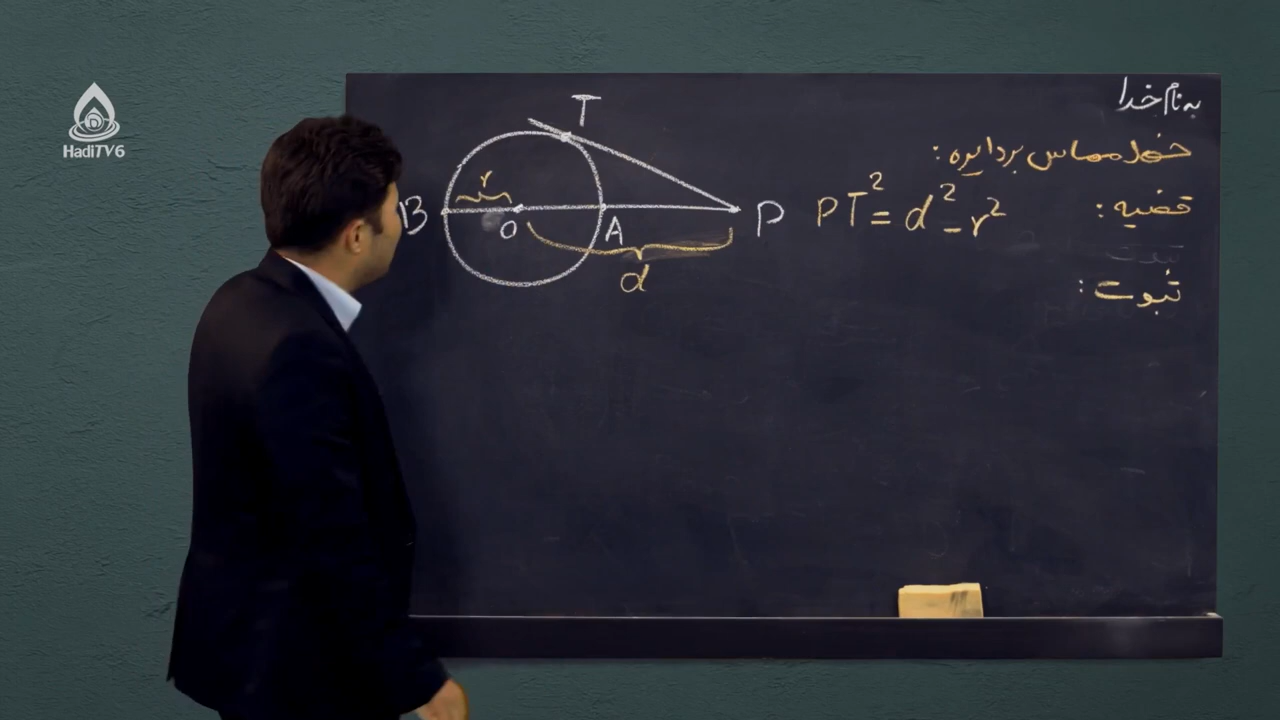 به نام خدا
خط مماس بر دایره :
قضیه :
PT² = d² - r²
ثبوت :
T
r
B
O
A
P
d
HadiTV6